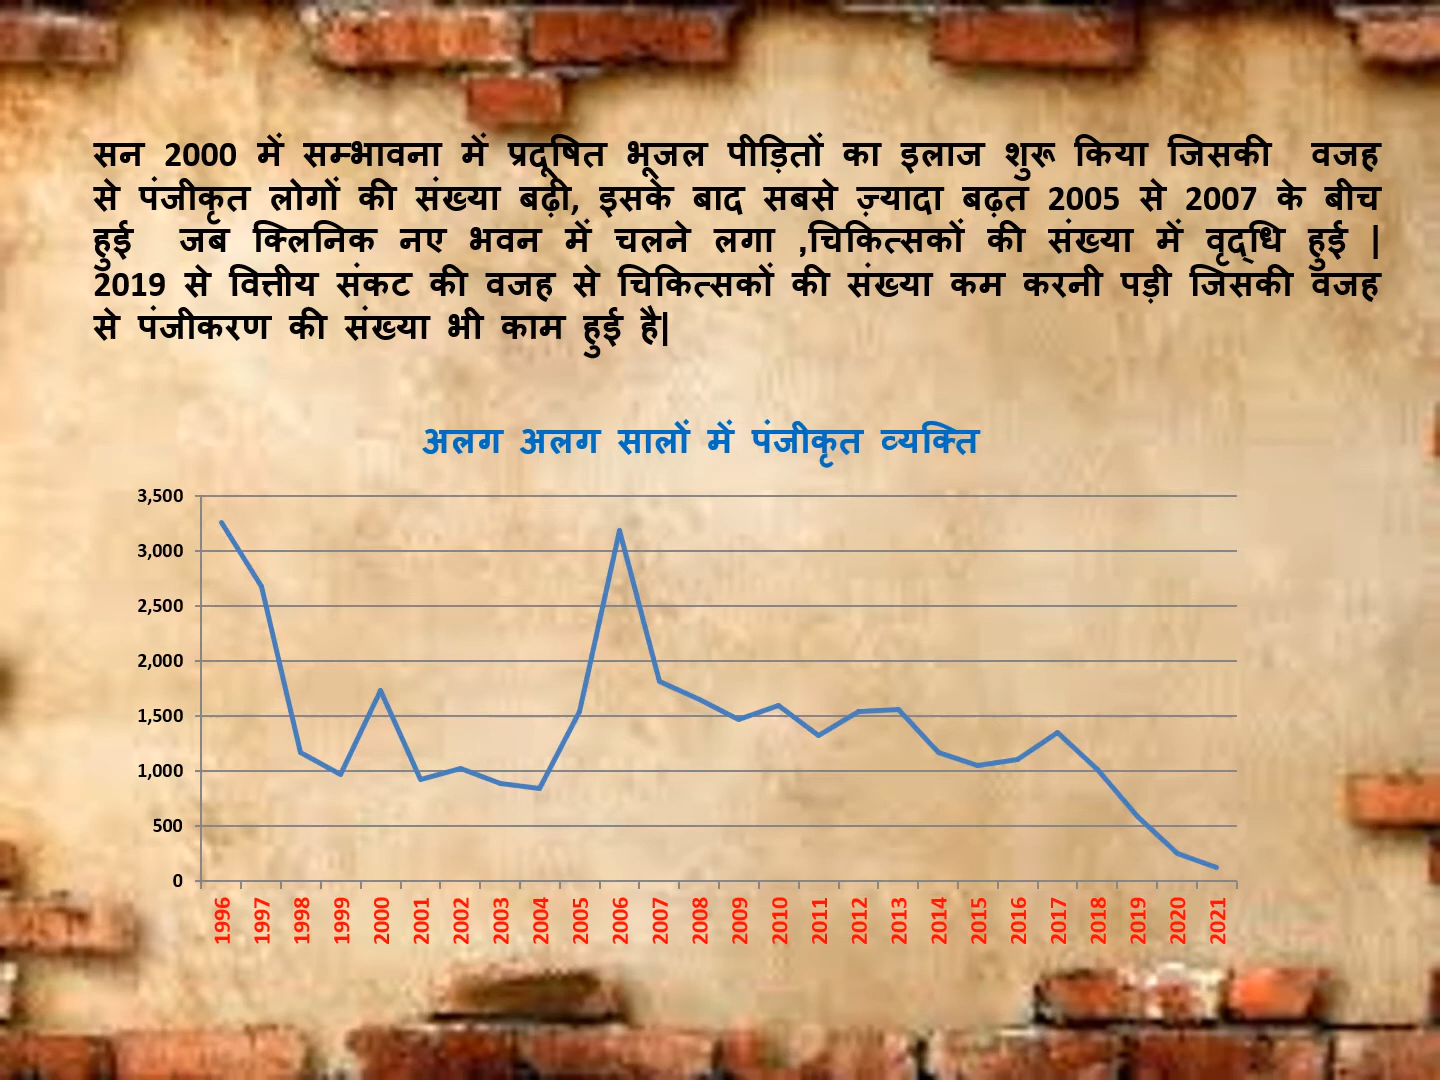 सन 2000 में सम्भावना में प्रदूषित भूजल पीड़ितों का इलाज शुरू किया जिसकी वजह
से पंजीकृत लोगों की संख्या बढ़ी, इसके बाद सबसे ज़्यादा बढ़त 2005 से 2007 के बीच
हुई जब क्लिनिक नए भवन में चलने लगा ,चिकित्सकों की संख्या में वृद्धि हुई |
2019 से वित्तीय संकट की वजह से चिकित्सकों की संख्या कम करनी पड़ी जिसकी वजह
से पंजीकरण की संख्या भी काम हुई है|
अलग अलग सालों में पंजीकृत व्यक्ति
3,500
3,000
2,500
2,000
1,500
1,000
500
0
1996 1997 1998 1999 2000 2001 2002 2003 2004 2005 2006 2007 2008 2009 2010 2011 2012 2013 2014 2015 2016 2017 2018 2019 2020 2021